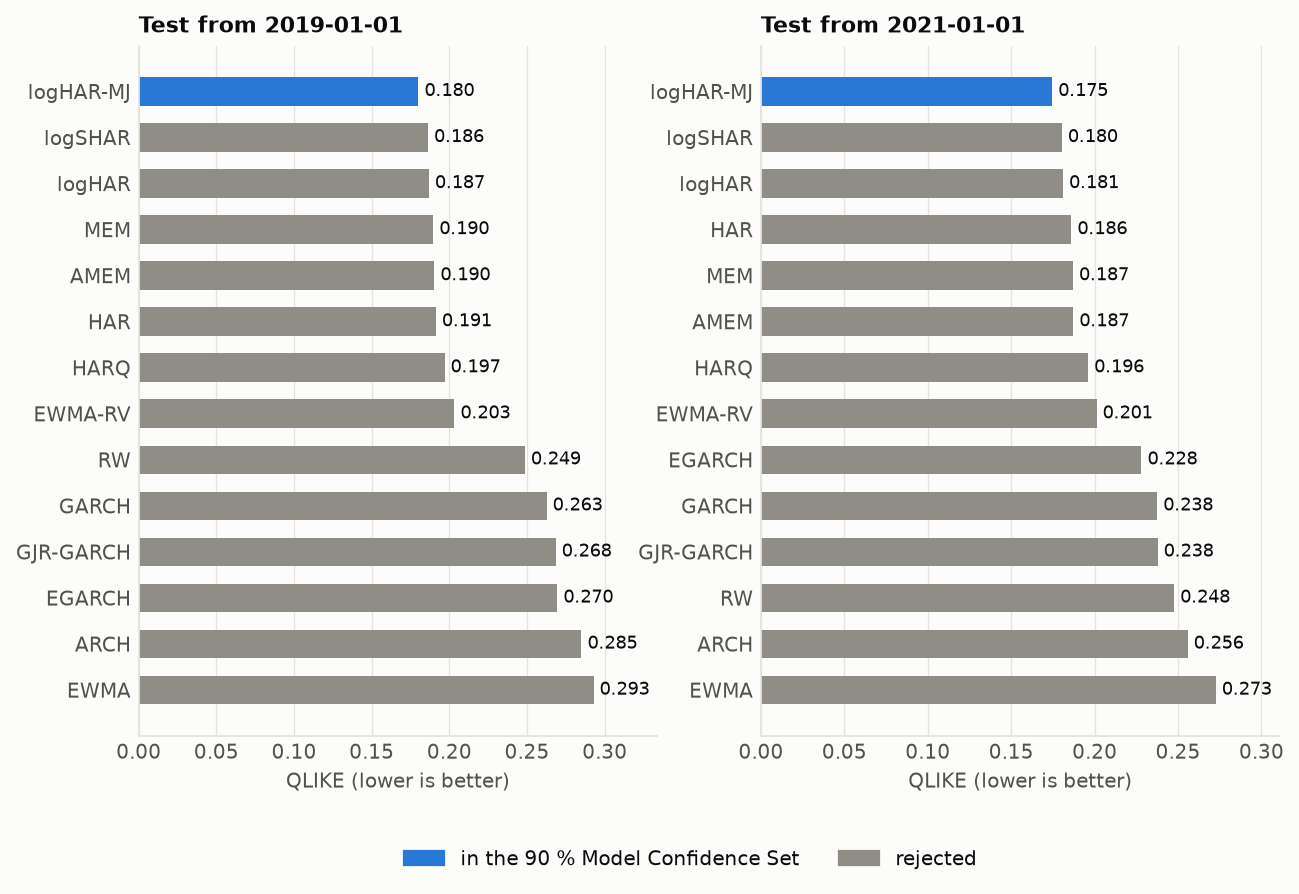 Test from 2019-01-01
logHAR-MJ 0.180
logSHAR 0.186
logHAR 0.187
MEM 0.190
AMEM 0.190
HAR 0.191
HARQ 0.197
EWMA-RV 0.203
RW 0.249
GARCH 0.263
GJR-GARCH 0.268
EGARCH 0.270
ARCH 0.285
EWMA 0.293
0.00 0.05 0.10 0.15 0.20 0.25 0.30
QLIKE (lower is better)
Test from 2021-01-01
logHAR-MJ 0.175
logSHAR 0.180
logHAR 0.181
HAR 0.186
MEM 0.187
AMEM 0.187
HARQ 0.196
EWMA-RV 0.201
EGARCH 0.228
GARCH 0.238
GJR-GARCH 0.238
RW 0.248
ARCH 0.256
EWMA 0.273
0.00 0.05 0.10 0.15 0.20 0.25 0.30
QLIKE (lower is better)
in the 90 % Model Confidence Set
rejected